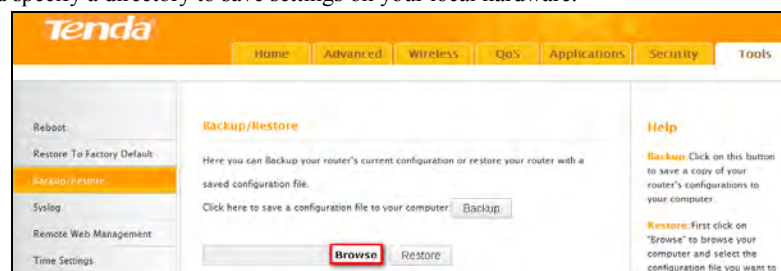 specify a directory to save settings on your local hardware.
Tenda
Home Advanced Wireless QoS Applications Security Tools
Reboot
Restore To Factory Default
Backup/Restore
Syslog
Remote Web Management
Time Settings
Backup/Restore
Here you can Backup your router's current configuration or restore your router with a
saved configuration file.
Click here to save a configuration file to your computer. Backup
Browse Restore
Help
Backup:Click on this button
to save a copy of your
router's configurations to
your computer.
Restore:First click on
"Browse" to browse your
computer and select the
configuration file you want to